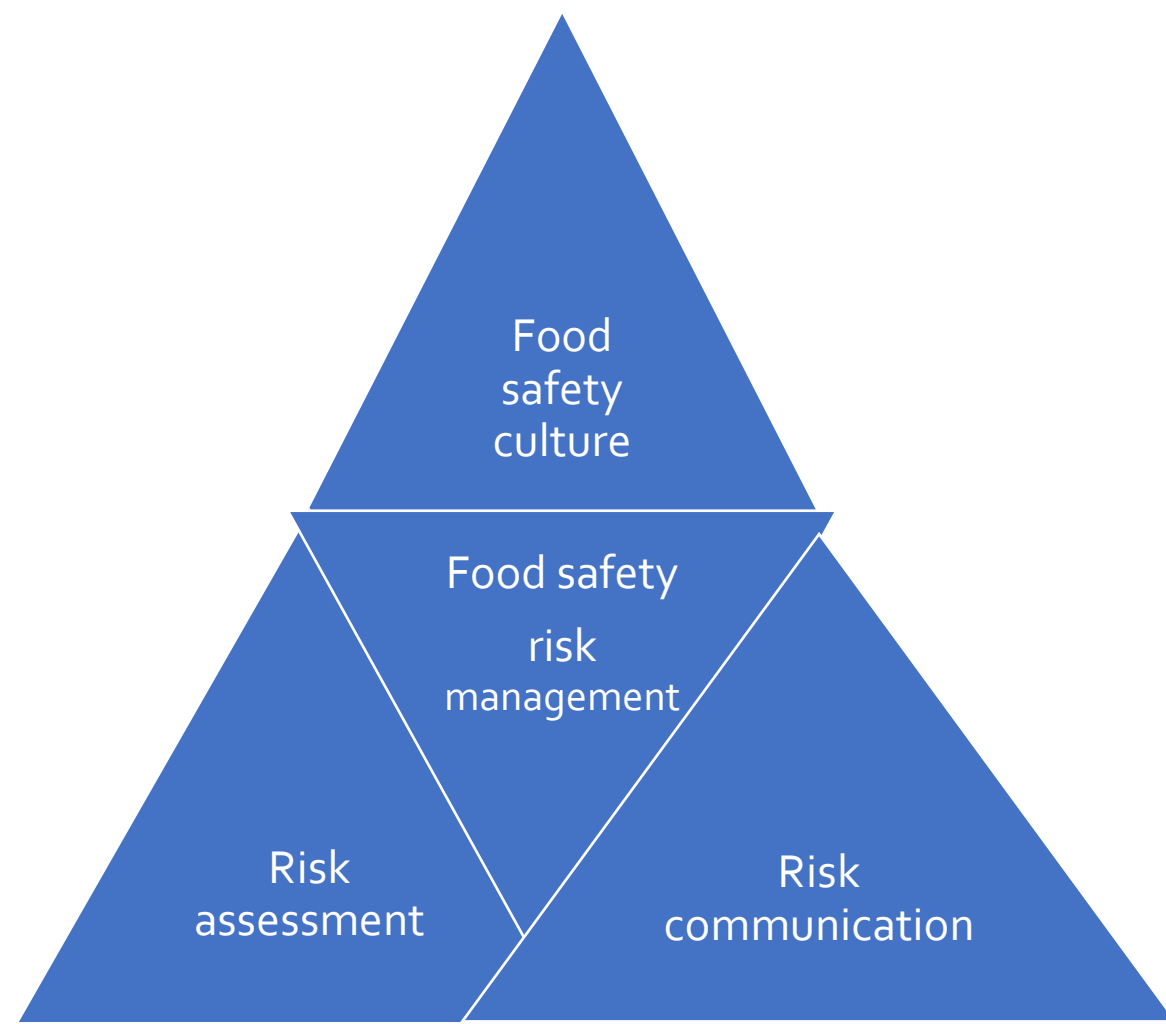 Food
safety
culture
Food safety
risk
management
Risk
assessment
Risk
communication